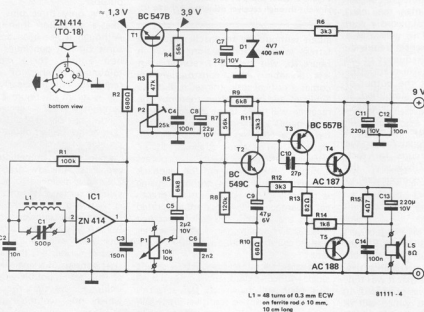 ≈ 1,3 V
BC 547B
3,9 V
ZN 414
(TO-18)
bottom view
T1
R4
56k
C7
22µ
10V
D1
4V7
400 mW
R6
3k3
R2
680Ω
R3
47k
P2
25k
C4
100n
C8
22µ
10V
R7
56k
R9
6k8
R11
3k3
T3
BC 557B
C11
220µ
10V
C12
100n
9 V
+
R1
100k
R5
6k8
T2
BC
549C
C10
27p
T4
AC 187
L1
C1
500p
IC1
ZN 414
2
1
3
C5
2µ2
10V
R8
120k
R12
3k3
C9
47µ
6V
R13
82Ω
R14
1k8
R15
4Ω7
C13
220µ
10V
C2
10n
C3
150n
P1
10k
log
C6
2n2
R10
68Ω
T5
AC 188
C14
100n
LS
8Ω
0
L1 = 48 turns of 0.3 mm ECW
on ferrite rod ϕ 10 mm,
10 cm long
81111 - 4